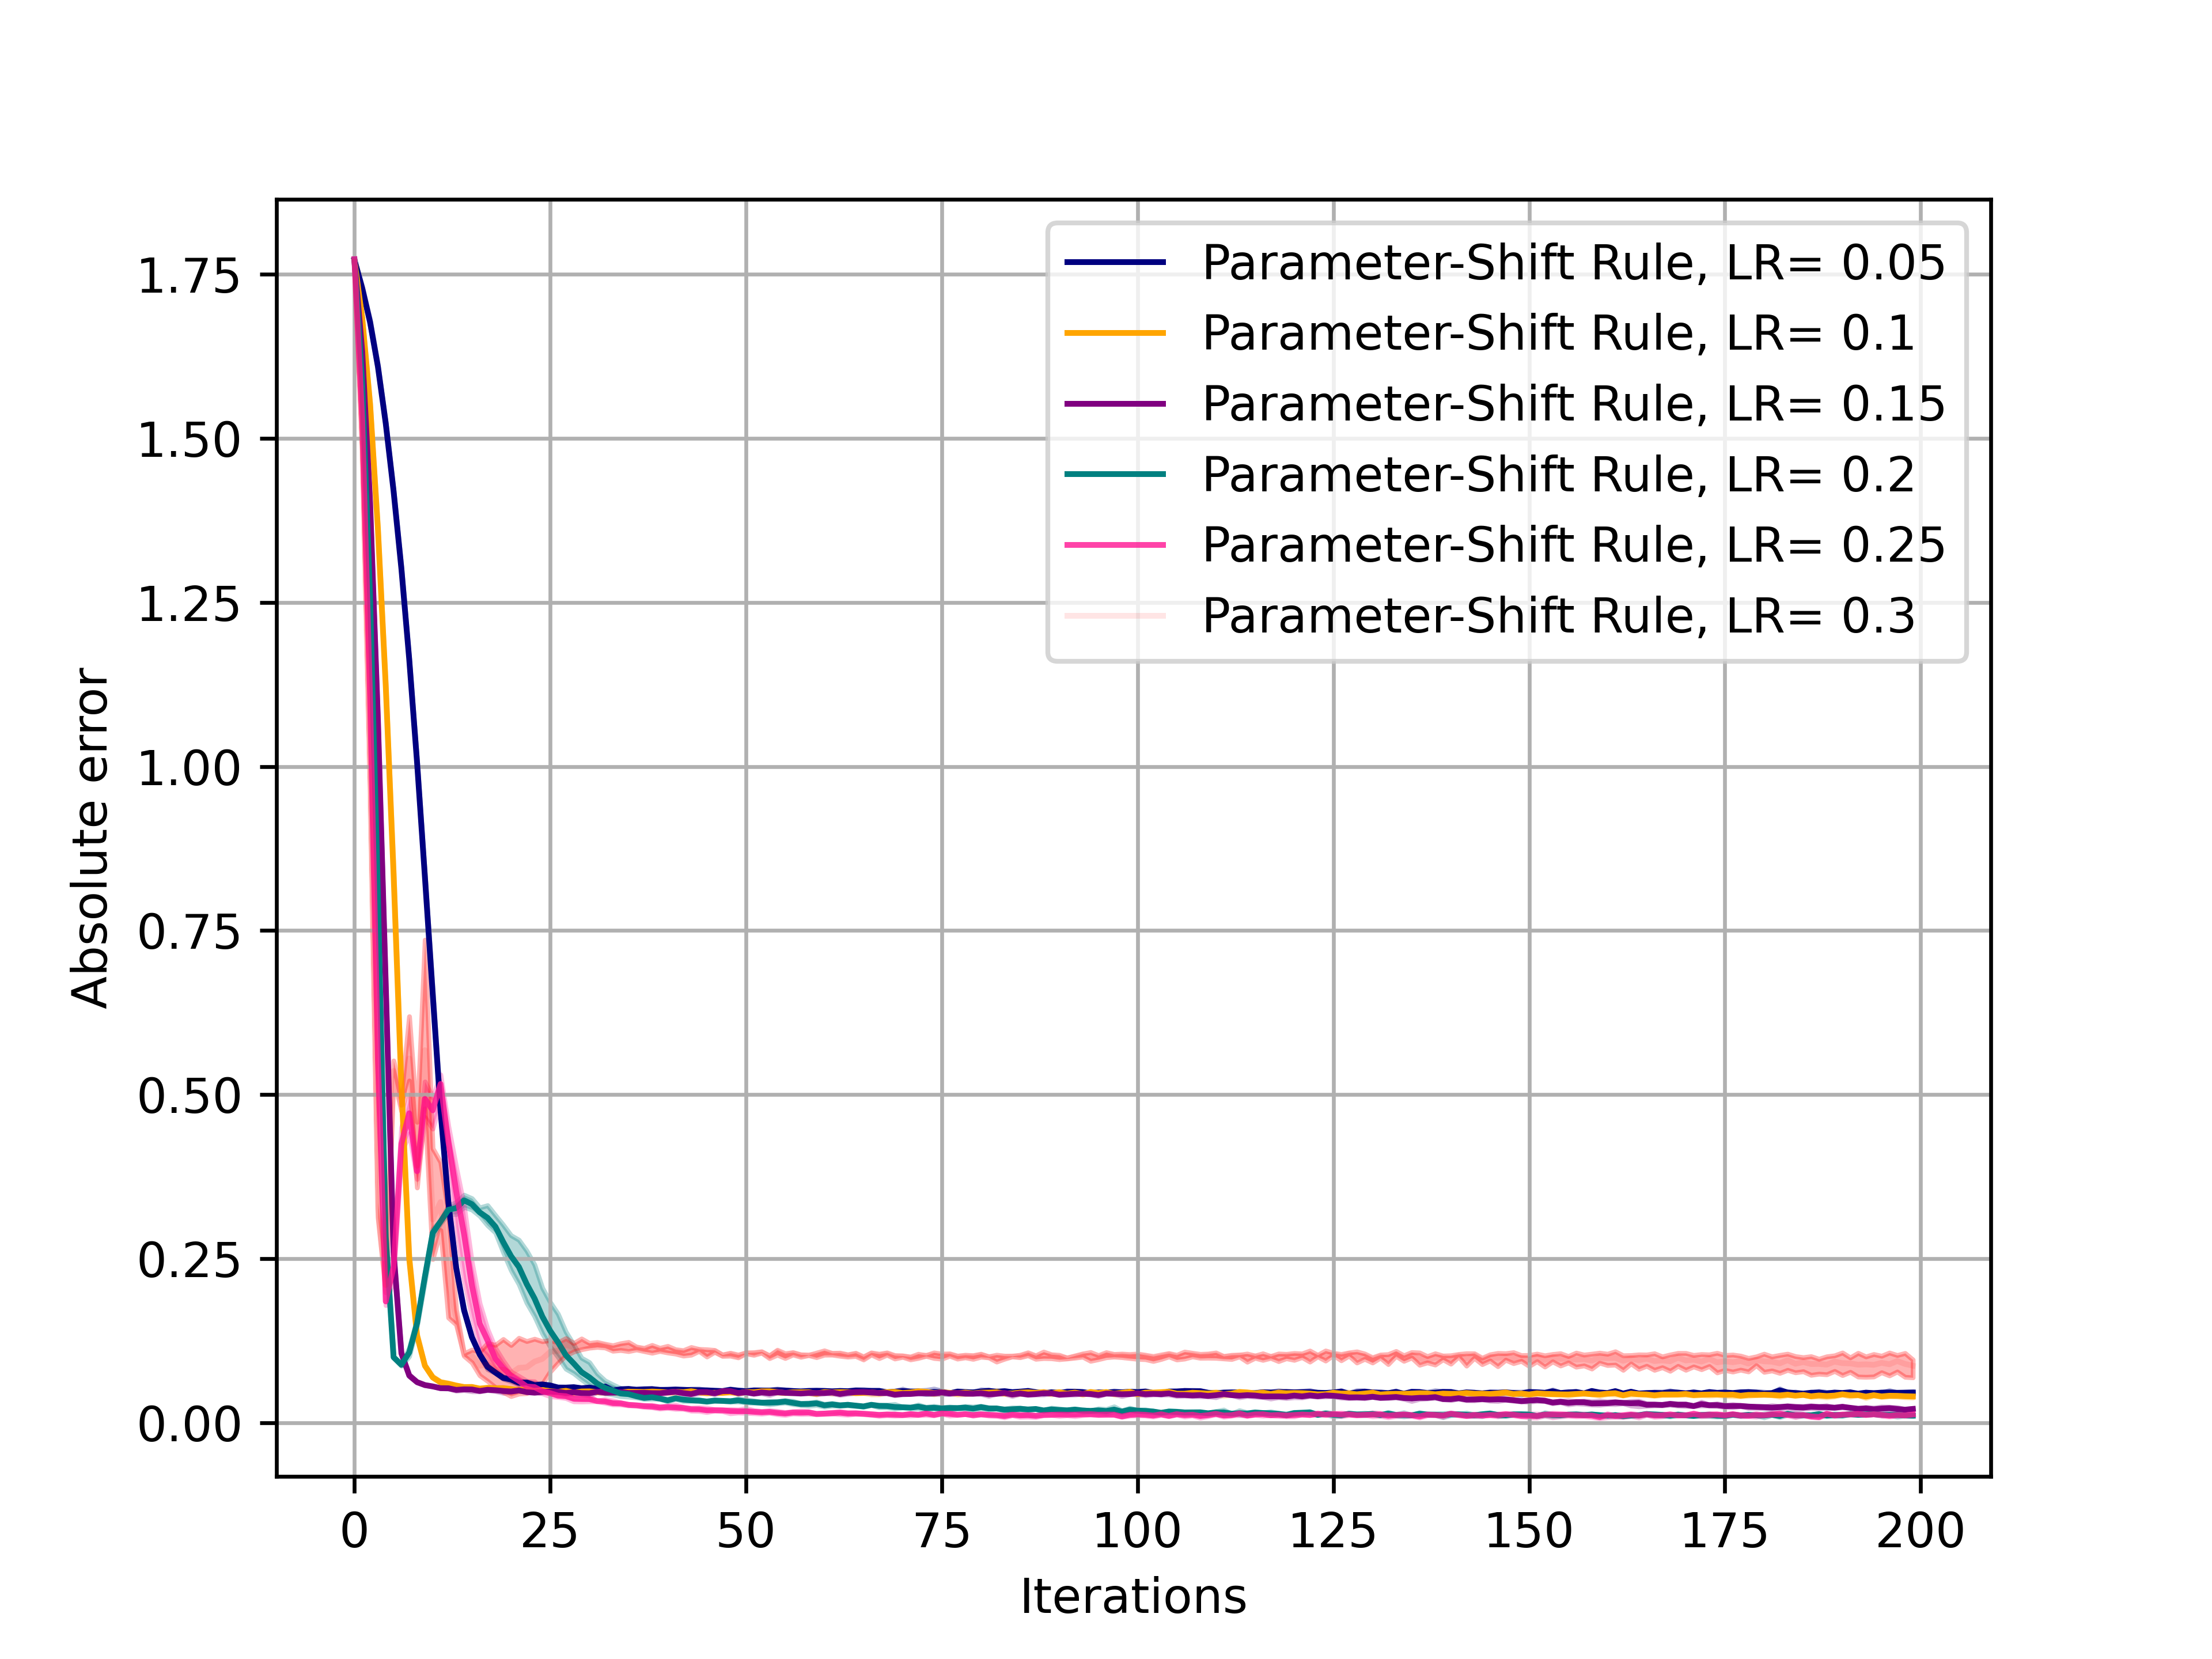 Parameter-Shift Rule, LR= 0.05
Parameter-Shift Rule, LR= 0.1
Parameter-Shift Rule, LR= 0.15
Parameter-Shift Rule, LR= 0.2
Parameter-Shift Rule, LR= 0.25
Parameter-Shift Rule, LR= 0.3
Absolute error
1.75
1.50
1.25
1.00
0.75
0.50
0.25
0.00
0 25 50 75 100 125 150 175 200
Iterations